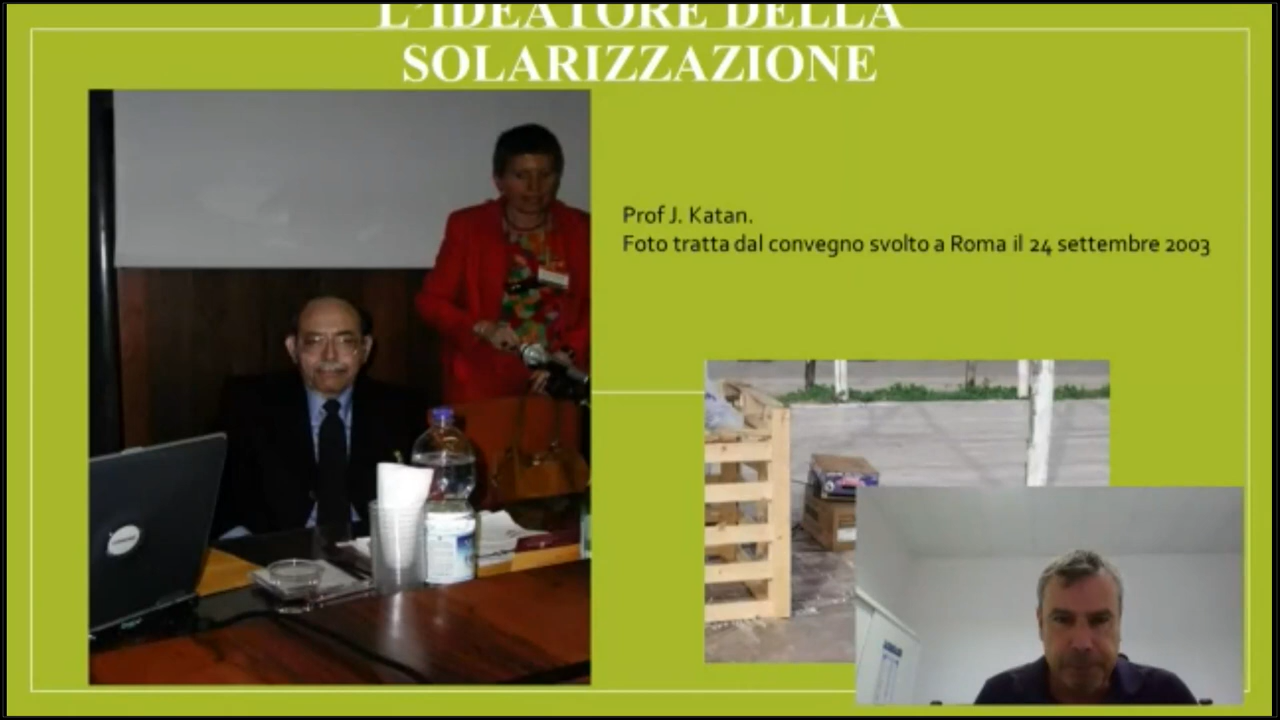 L'IDEATORE DELLA
SOLARIZZAZIONE
Prof J. Katan.
Foto tratta dal convegno svolto a Roma il 24 settembre 2003